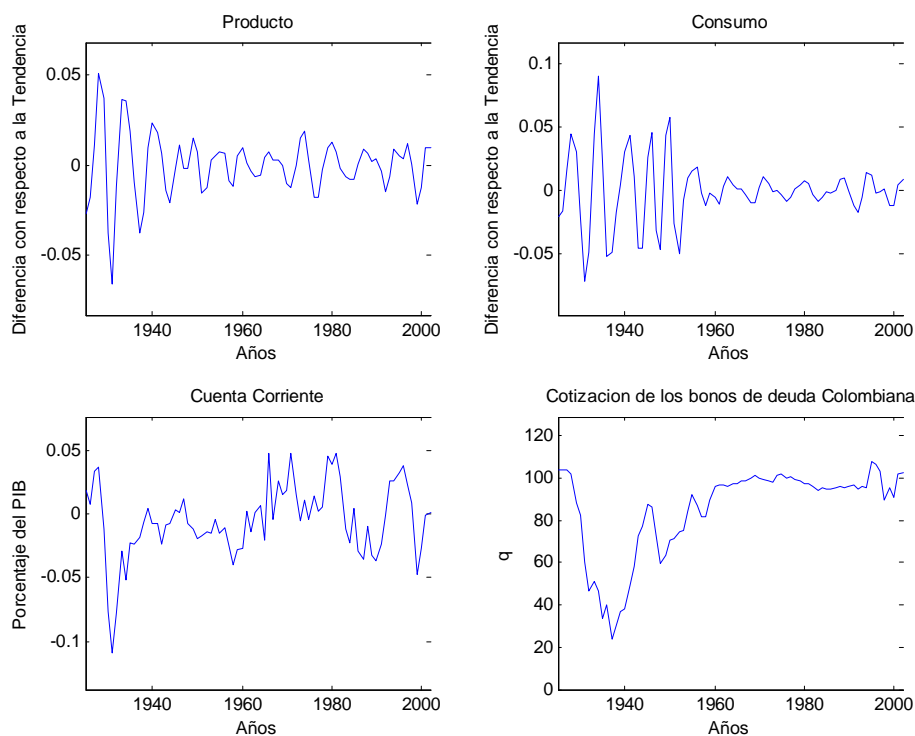 Producto
Diferencia con respecto a la Tendencia
0.05
0
-0.05
1940 1960 1980 2000
Años
Consumo
Diferencia con respecto a la Tendencia
0.1
0.05
0
-0.05
1940 1960 1980 2000
Años
Cuenta Corriente
Porcentaje del PIB
0.05
0
-0.05
-0.1
1940 1960 1980 2000
Años
Cotizacion de los bonos de deuda Colombiana
q
120
100
80
60
40
20
0
1940 1960 1980 2000
Años